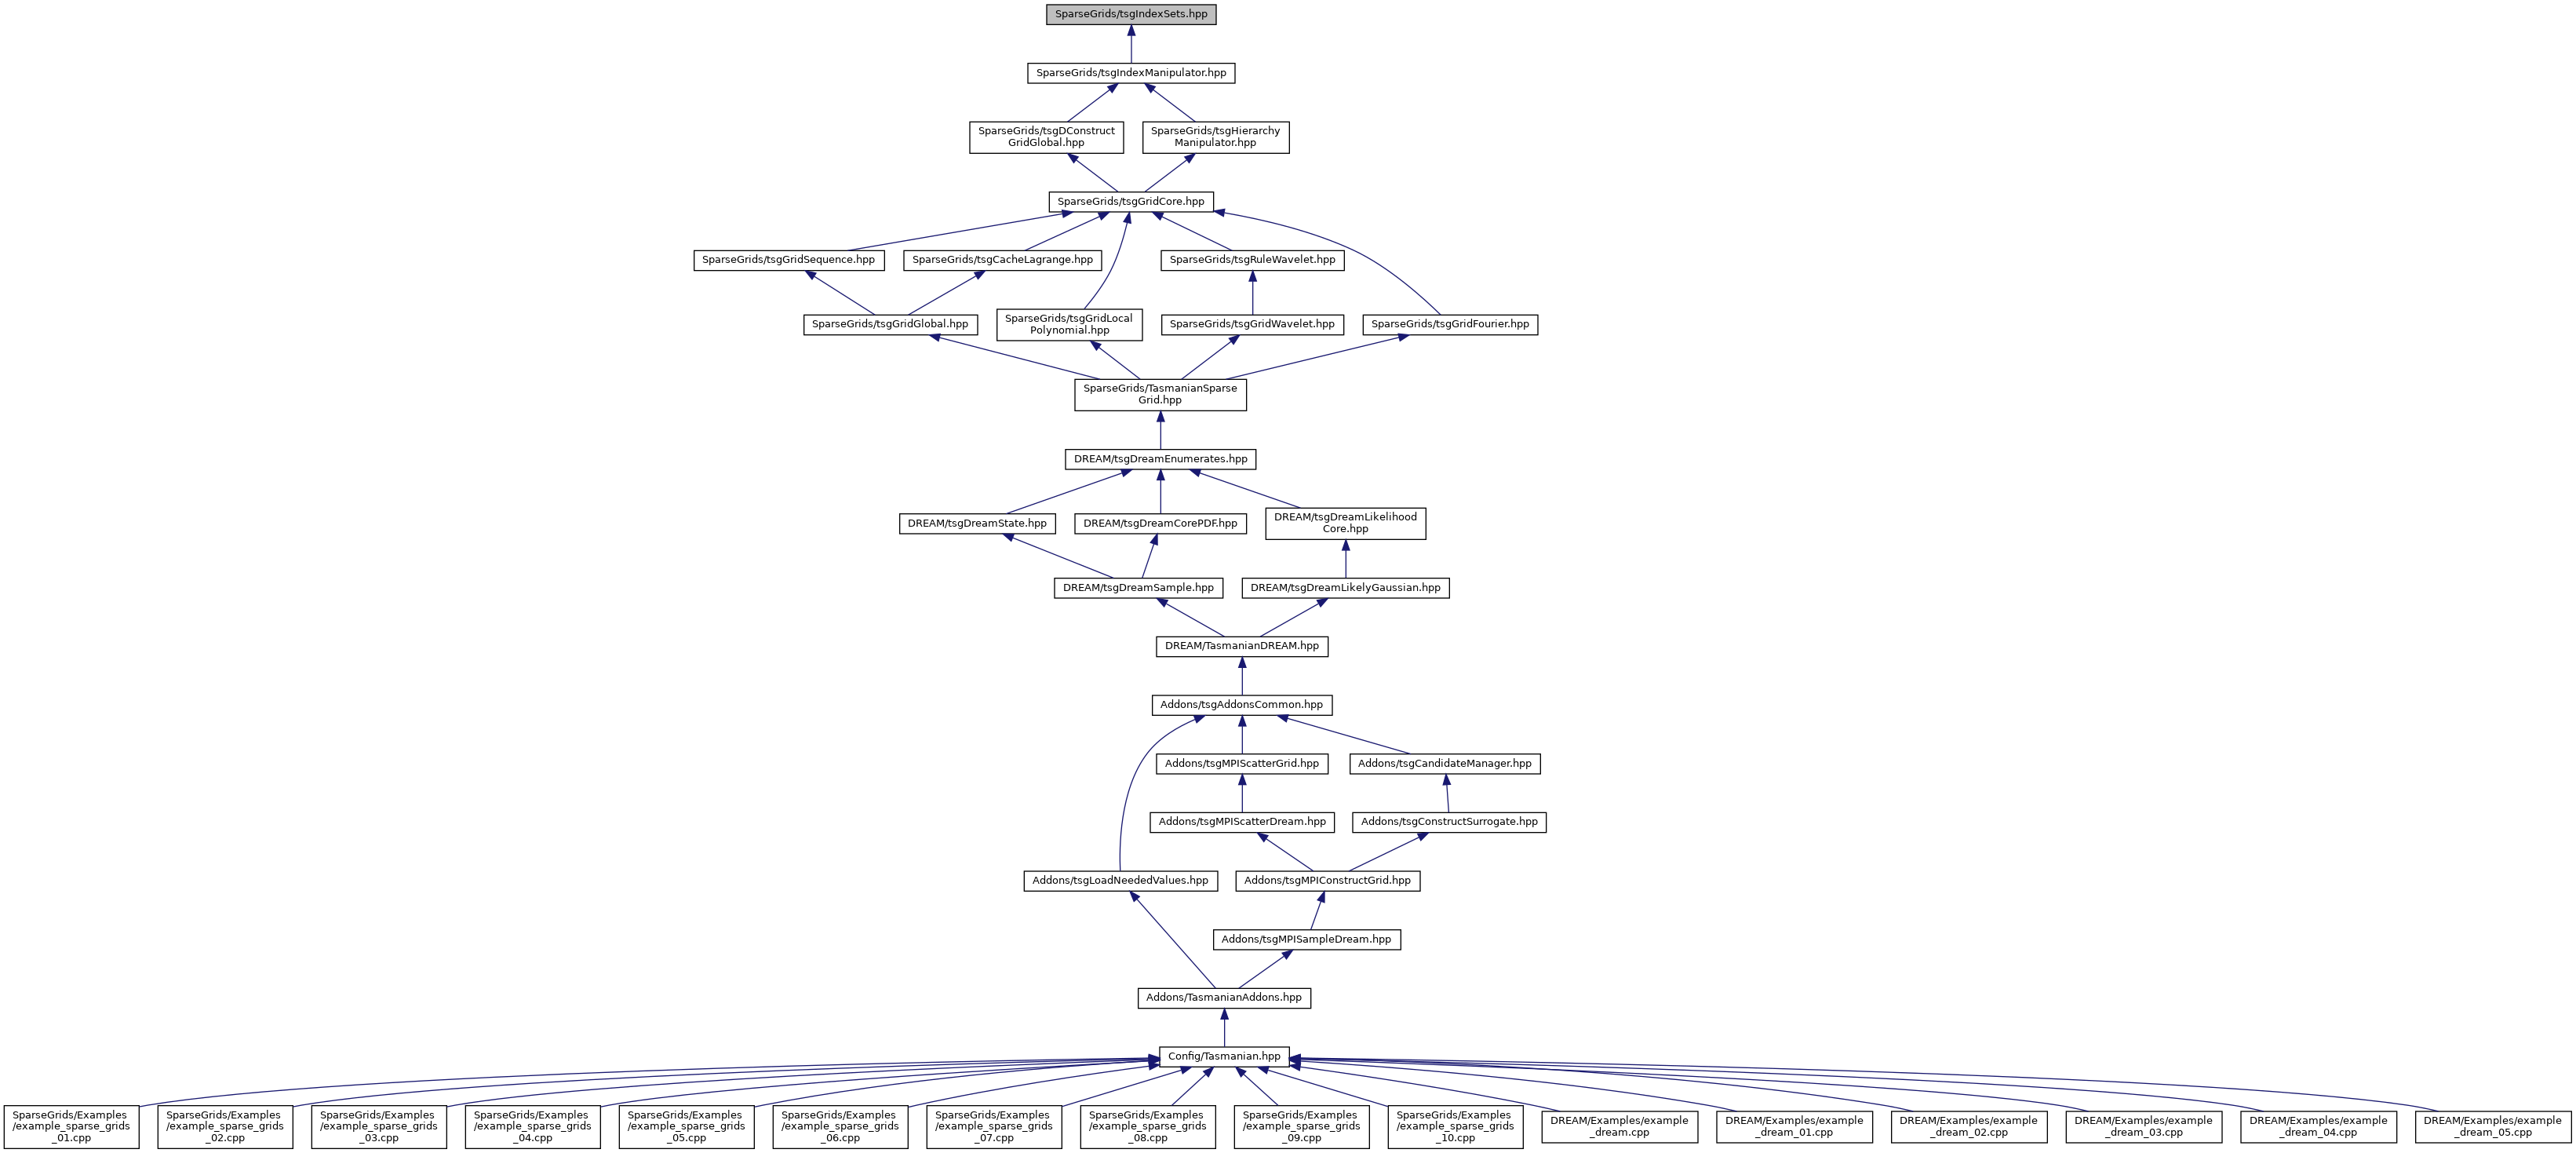 SparseGrids/tsgIndexSets.hpp
SparseGrids/tsgIndexManipulator.hpp
SparseGrids/tsgDConstruct
GridGlobal.hpp
SparseGrids/tsgHierarchy
Manipulator.hpp
SparseGrids/tsgGridCore.hpp
SparseGrids/tsgGridSequence.hpp
SparseGrids/tsgCacheLagrange.hpp
SparseGrids/tsgRuleWavelet.hpp
SparseGrids/tsgGridGlobal.hpp
SparseGrids/tsgGridLocal
Polynomial.hpp
SparseGrids/tsgGridWavelet.hpp
SparseGrids/tsgGridFourier.hpp
SparseGrids/TasmanianSparse
Grid.hpp
DREAM/tsgDreamEnumerates.hpp
DREAM/tsgDreamState.hpp
DREAM/tsgDreamCorePDF.hpp
DREAM/tsgDreamLikelihood
Core.hpp
DREAM/tsgDreamSample.hpp
DREAM/tsgDreamLikelyGaussian.hpp
DREAM/TasmanianDREAM.hpp
Addons/tsgAddonsCommon.hpp
Addons/tsgMPIScatterGrid.hpp
Addons/tsgCandidateManager.hpp
Addons/tsgMPIScatterDream.hpp
Addons/tsgConstructSurrogate.hpp
Addons/tsgLoadNeededValues.hpp
Addons/tsgMPIConstructGrid.hpp
Addons/tsgMPISampleDream.hpp
Addons/TasmanianAddons.hpp
Config/Tasmanian.hpp
SparseGrids/Examples
/example_sparse_grids
_01.cpp
SparseGrids/Examples
/example_sparse_grids
_02.cpp
SparseGrids/Examples
/example_sparse_grids
_03.cpp
SparseGrids/Examples
/example_sparse_grids
_04.cpp
SparseGrids/Examples
/example_sparse_grids
_05.cpp
SparseGrids/Examples
/example_sparse_grids
_06.cpp
SparseGrids/Examples
/example_sparse_grids
_07.cpp
SparseGrids/Examples
/example_sparse_grids
_08.cpp
SparseGrids/Examples
/example_sparse_grids
_09.cpp
SparseGrids/Examples
/example_sparse_grids
_10.cpp
DREAM/Examples/example
_dream.cpp
DREAM/Examples/example
_dream_01.cpp
DREAM/Examples/example
_dream_02.cpp
DREAM/Examples/example
_dream_03.cpp
DREAM/Examples/example
_dream_04.cpp
DREAM/Examples/example
_dream_05.cpp